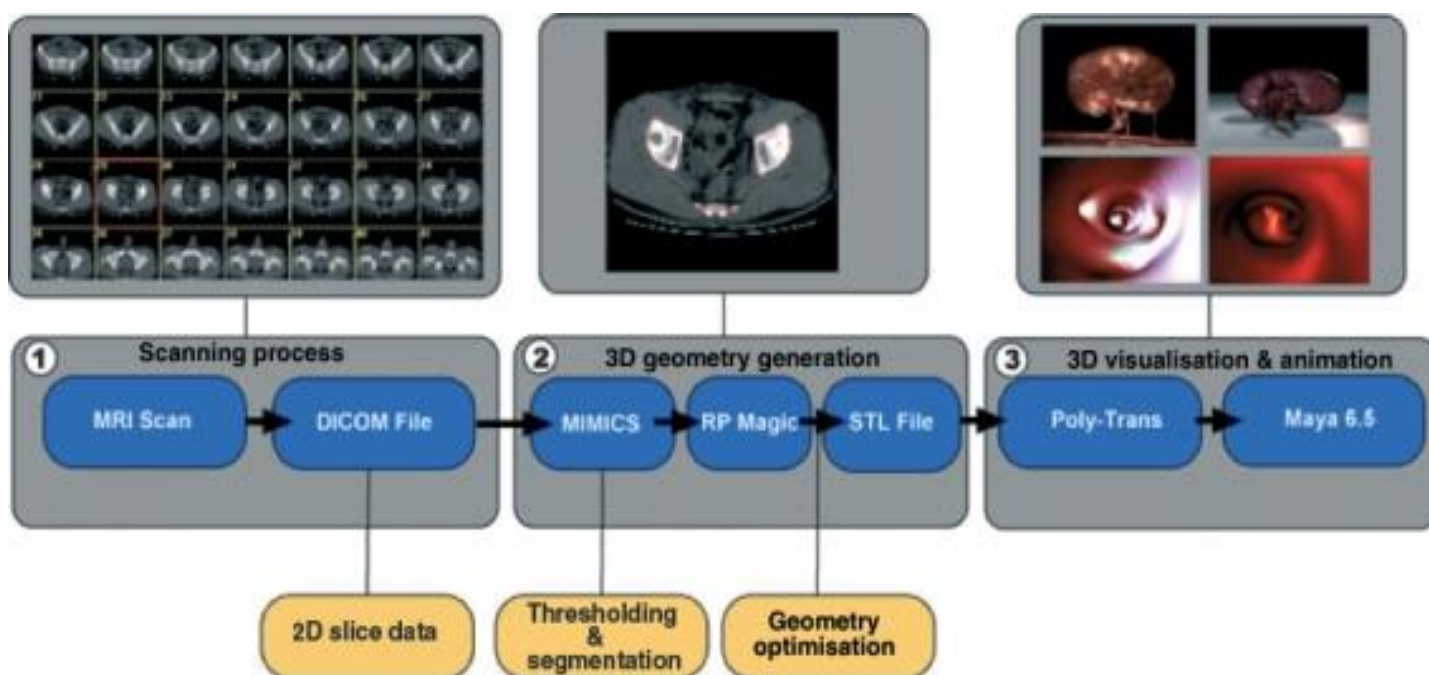 1
Scanning process
MRI Scan
DICOM File
2D slice data
2
3D geometry generation
MIMICS
RP Magic
STL File
Thresholding
&
segmentation
Geometry
optimisation
3
3D visualisation & animation
Poly-Trans
Maya 6.5